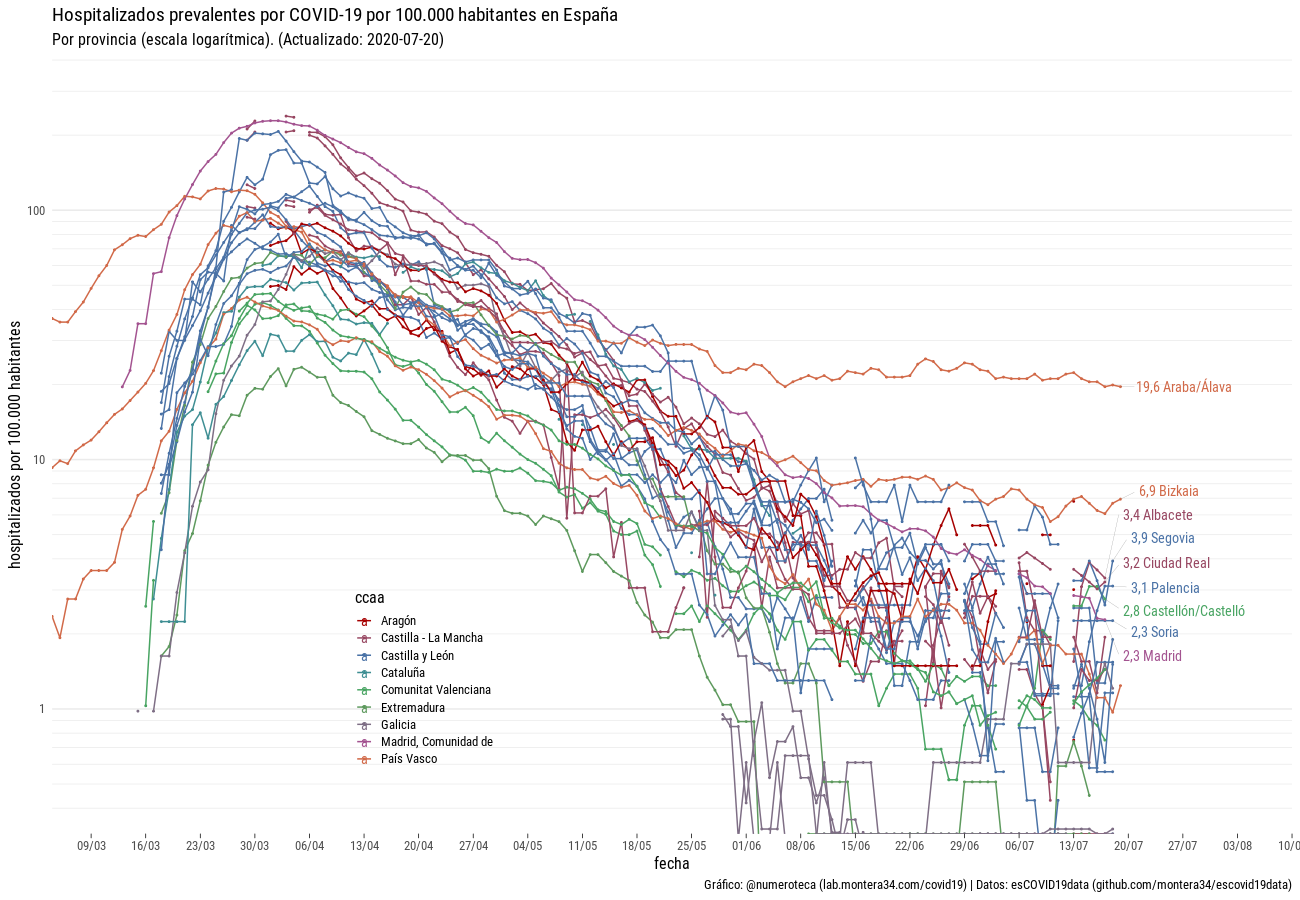 Hospitalizados prevalentes por COVID-19 por 100.000 habitantes en España
Por provincia (escala logarítmica). (Actualizado: 2020-07-20)
hospitalizados por 100.000 habitantes
100
10
1
19,6 Araba/Álava
6,9 Bizkaia
3,4 Albacete
3,9 Segovia
3,2 Ciudad Real
3,1 Palencia
2,8 Castellón/Castelló
2,3 Soria
2,3 Madrid
ccaa
Aragón
Castilla - La Mancha
Castilla y León
Cataluña
Comunitat Valenciana
Extremadura
Galicia
Madrid, Comunidad de
País Vasco
09/03 16/03 23/03 30/03 06/04 13/04 20/04 27/04 04/05 11/05 18/05 25/05 01/06 08/06 15/06 22/06 29/06 06/07 13/07 20/07 27/07 03/08 10/0
fecha
Gráfico: @numeroteca (lab.montera34.com/covid19) | Datos: esCOVID19data (github.com/montera34/escovid19data)